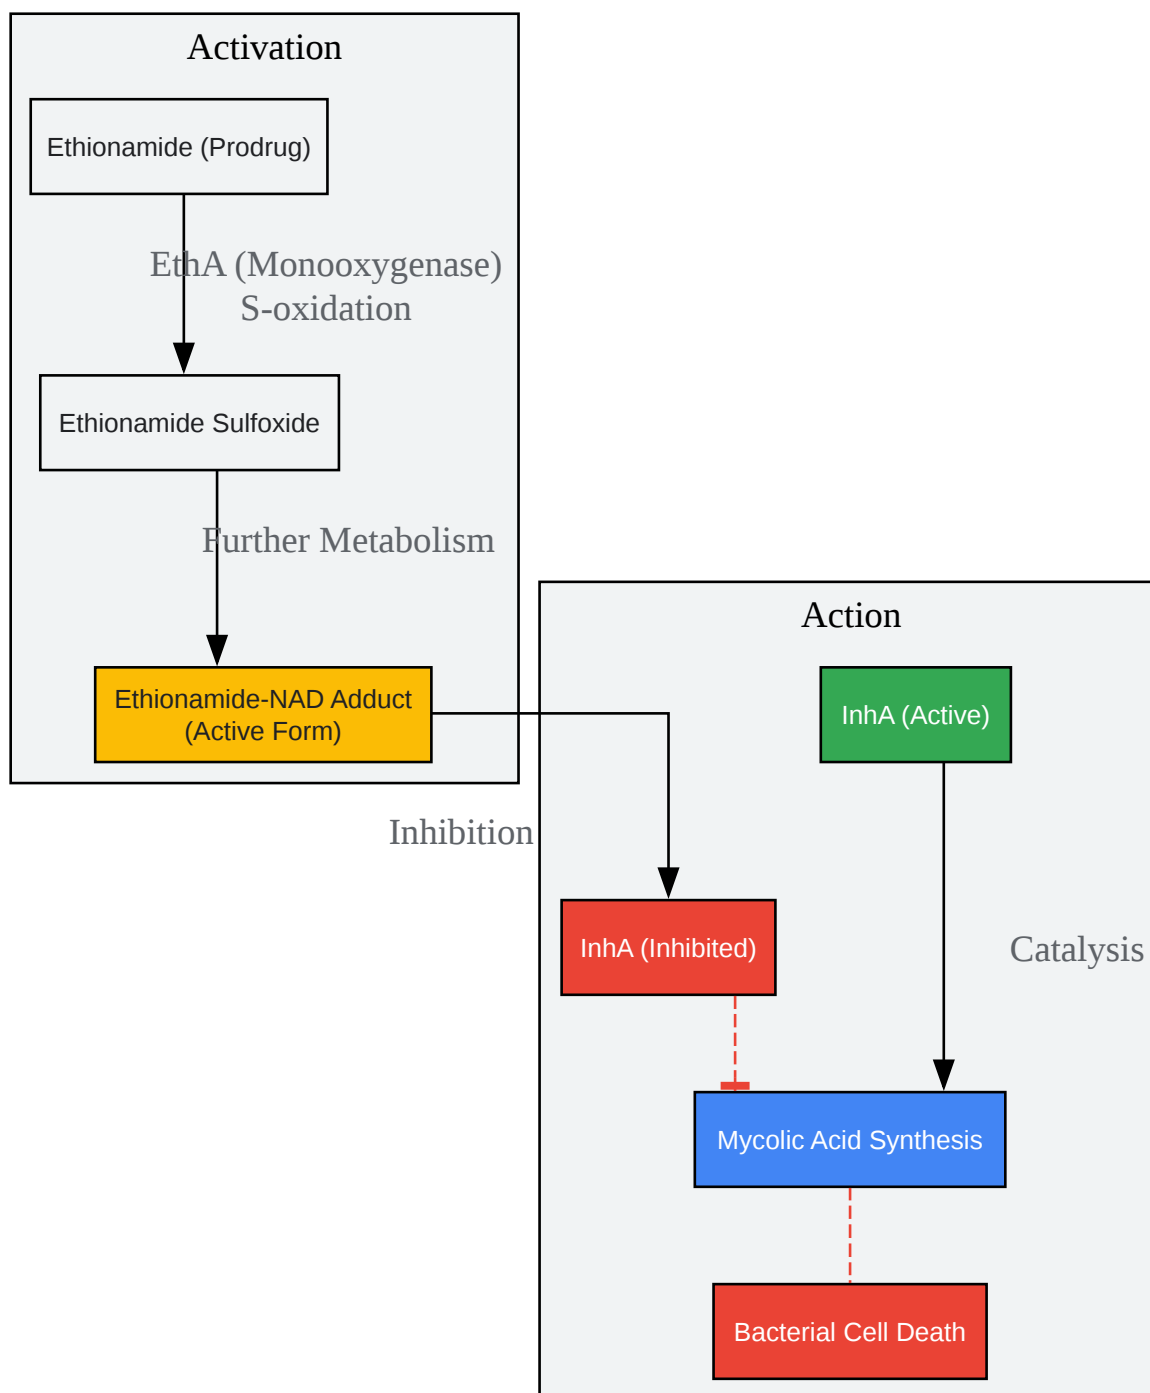 Activation
Ethionamide (Prodrug)
EthA (Monooxygenase)
S-oxidation
Ethionamide Sulfoxide
Further Metabolism
Ethionamide-NAD Adduct
(Active Form)
Inhibition
Action
InhA (Active)
InhA (Inhibited)
Catalysis
Mycolic Acid Synthesis
Bacterial Cell Death